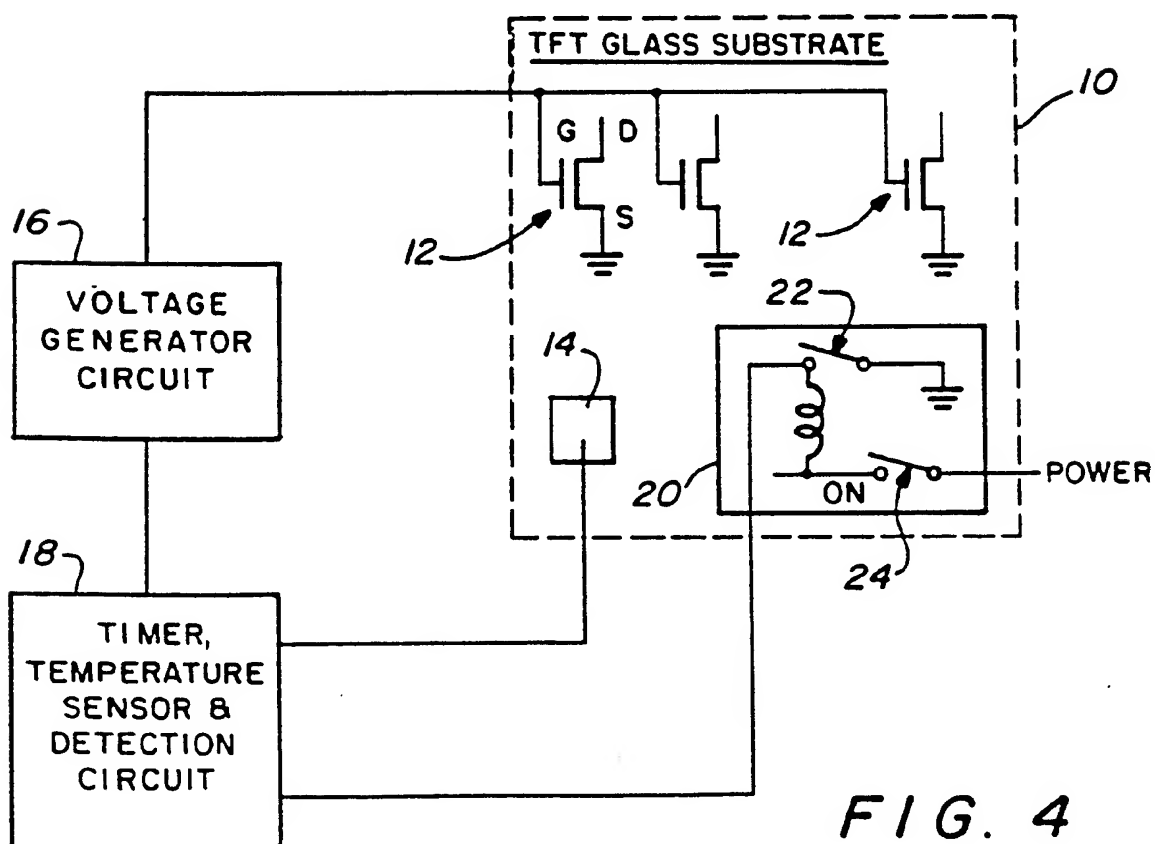 TFT GLASS SUBSTRATE
10
G D
S
12
12
16
VOLTAGE
GENERATOR
CIRCUIT
22
14
20
ON
POWER
24
18
TIMER,
TEMPERATURE
SENSOR &
DETECTION
CIRCUIT
FIG. 4